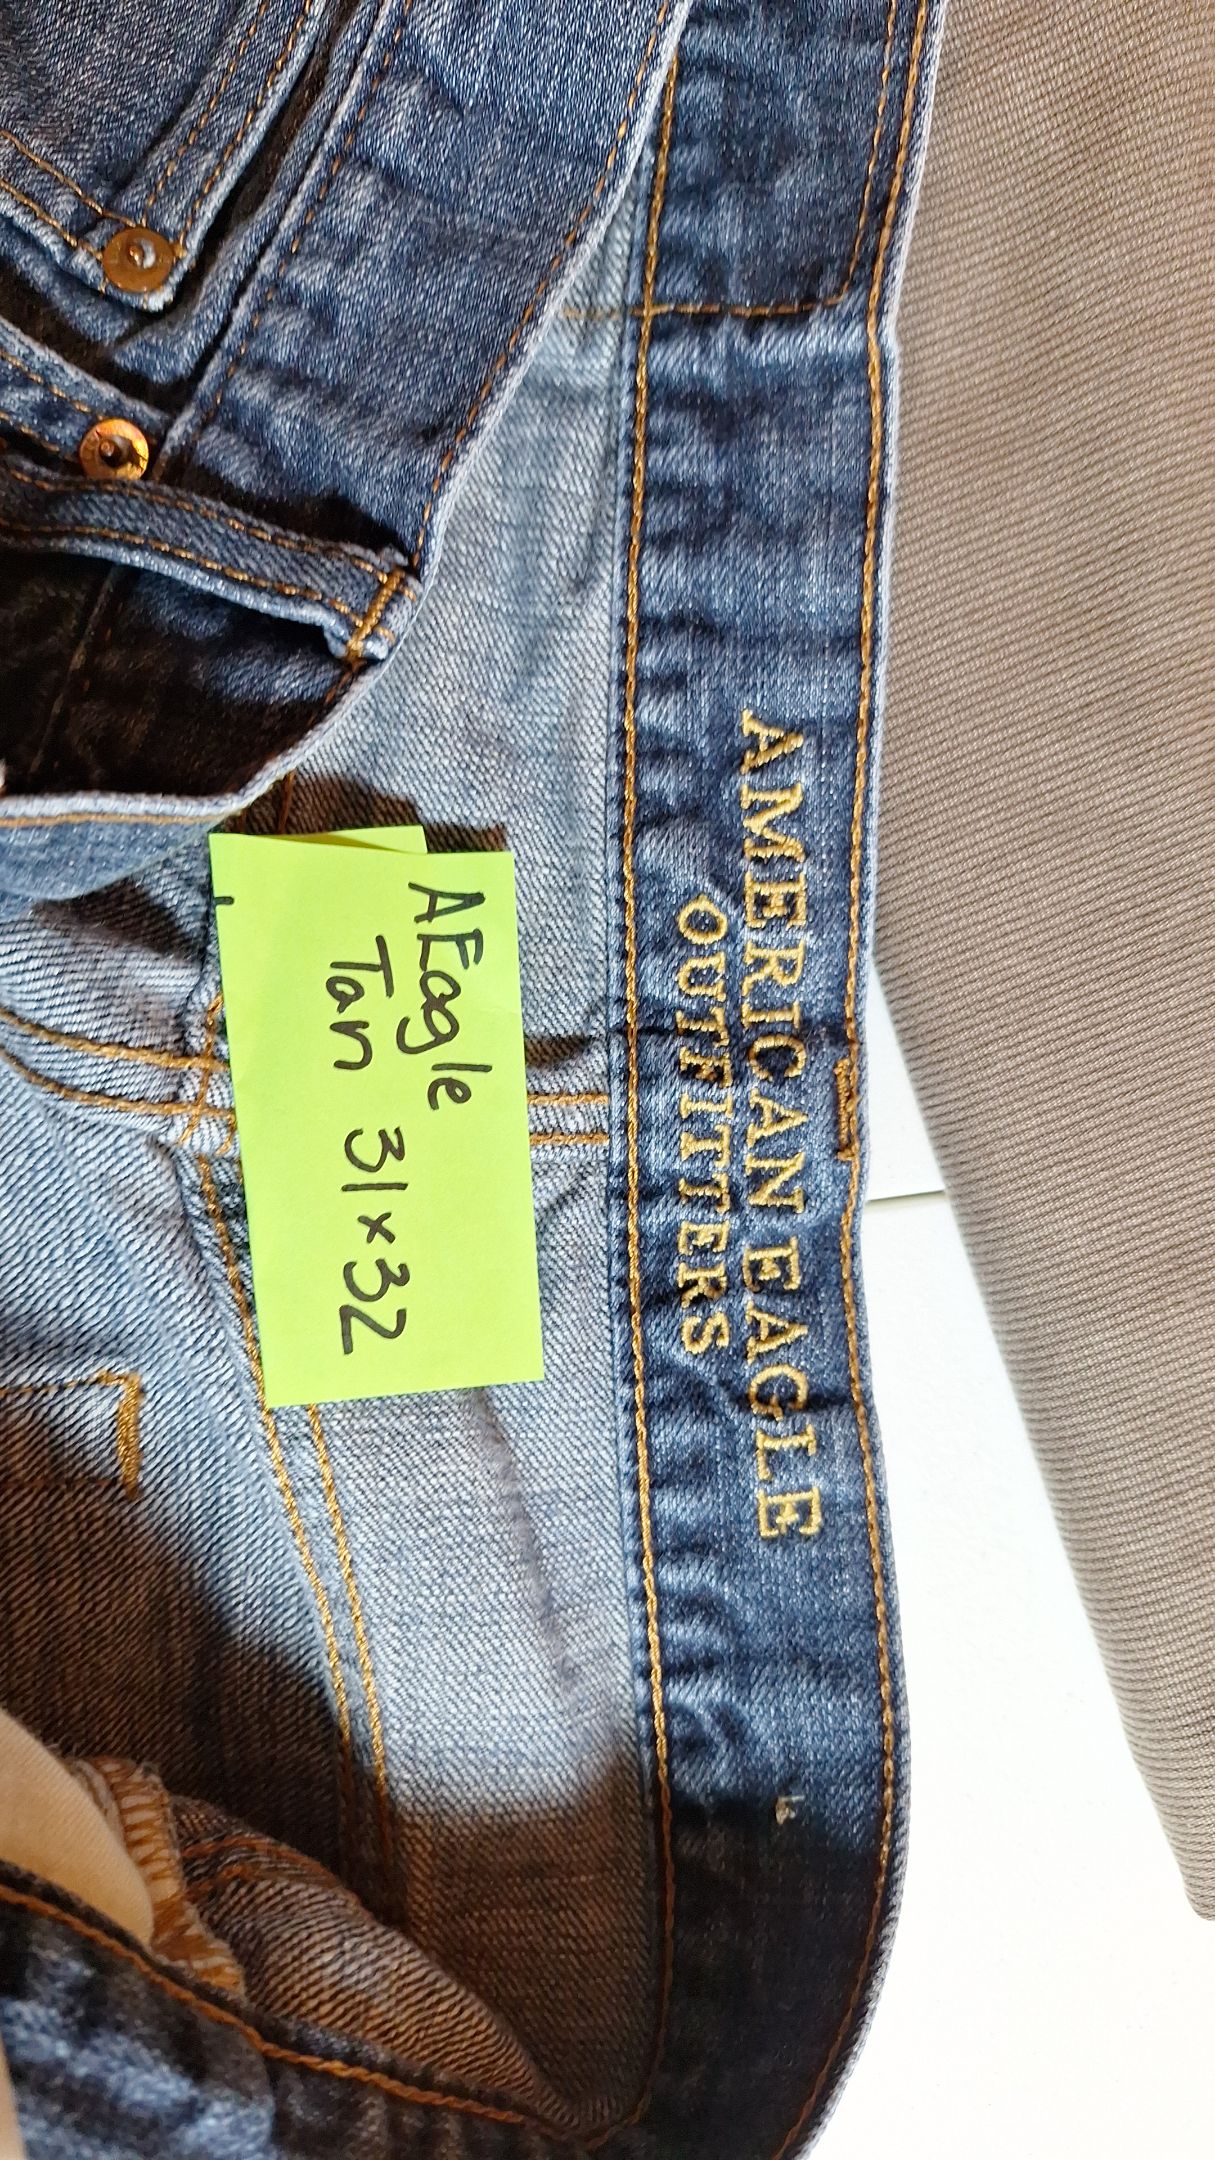 AMERICAN EAGLE
OUTFITTERS
AEagle
Tan 31x32